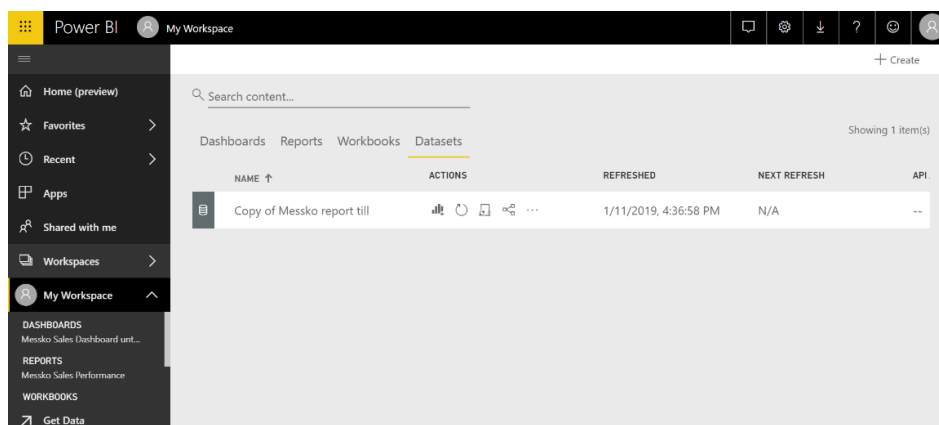 Power BI My Workspace ?
+ Create
Home (preview)
Search content...
Favorites
Showing 1 item(s)
Dashboards Reports Workbooks Datasets
Recent
NAME ACTIONS REFRESHED NEXT REFRESH API
Apps
Copy of Messko report till ... 1/11/2019, 4:36:58 PM N/A --
Shared with me
Workspaces
My Workspace
DASHBOARDS
Messko Sales Dashboard unt...
REPORTS
Messko Sales Performance
WORKBOOKS
Get Data